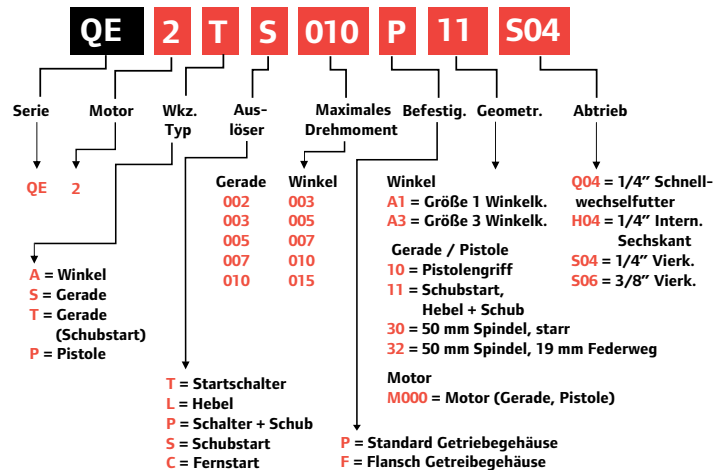 QE 2 T S 010 P 11 S04
Serie Motor Wkz. Typ Aus- löser Maximales Drehmoment Befestig. Geometr. Abtrieb
QE 2
A = Winkel
S = Gerade
T = Gerade
(Schubstart)
P = Pistole
T = Startschalter
L = Hebel
P = Schalter + Schub
S = Schubstart
C = Fernstart
Gerade Winkel
002 003
003 005
005 007
007 010
010 015
P = Standard Getriebegehäuse
F = Flansch Getreibegehäuse
Winkel
A1 = Größe 1 Winkelk.
A3 = Größe 3 Winkelk.
Gerade / Pistole
10 = Pistolengriff
11 = Schubstart,
Hebel + Schub
30 = 50 mm Spindel, starr
32 = 50 mm Spindel, 19 mm Federweg
Motor
M000 = Motor (Gerade, Pistole)
Q04 = 1/4″ Schnell-
wechselfutter
H04 = 1/4″ Intern.
Sechskant
S04 = 1/4″ Vierk.
S06 = 3/8″ Vierk.